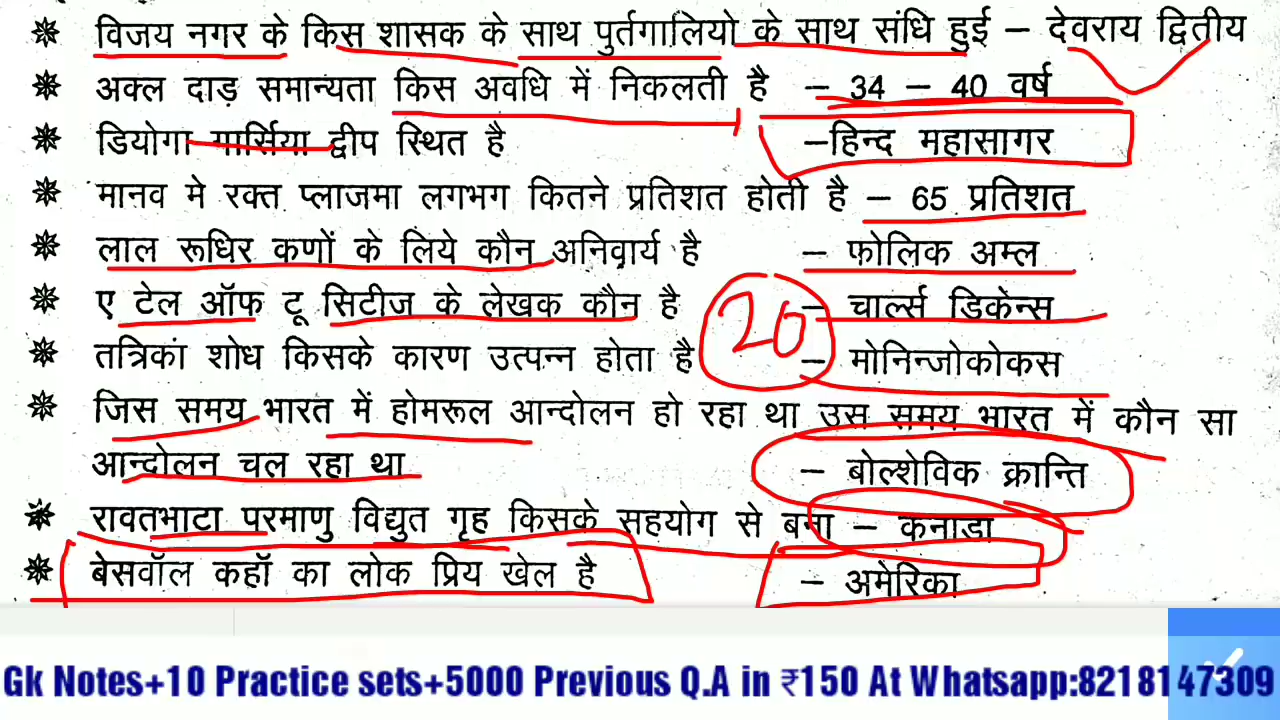 ✵ विजय नगर के किस शासक के साथ पुर्तगालियो के साथ संधि हुई – देवराय द्वितीय
✵ अक्ल दाड़ समान्यता किस अवधि में निकलती है – 34 – 40 वर्ष
✵ डियोगा गार्सिया द्वीप स्थित है –हिन्द महासागर
✵ मानव मे रक्त प्लाजमा लगभग कितने प्रतिशत होती है – 65 प्रतिशत
✵ लाल रूधिर कणों के लिये कौन अनिवार्य है – फोलिक अम्ल
✵ ए टेल ऑफ टू सिटीज के लेखक कौन है – चार्ल्स डिकेन्स
20
✵ तत्रिकां शोध किसके कारण उत्पन्न होता है – मोनिन्जोकोकस
✵ जिस समय भारत में होमरूल आन्दोलन हो रहा था उस समय भारत में कौन सा
आन्दोलन चल रहा था – बोल्शेविक क्रान्ति
✵ रावतभाटा परमाणु विद्युत गृह किसके सहयोग से बना – कनाडा
✵ बेसवॉल कहॉ का लोक प्रिय खेल है – अमेरिका
Gk Notes+10 Practice sets+5000 Previous Q.A in ₹150 At Whatsapp:8218147309